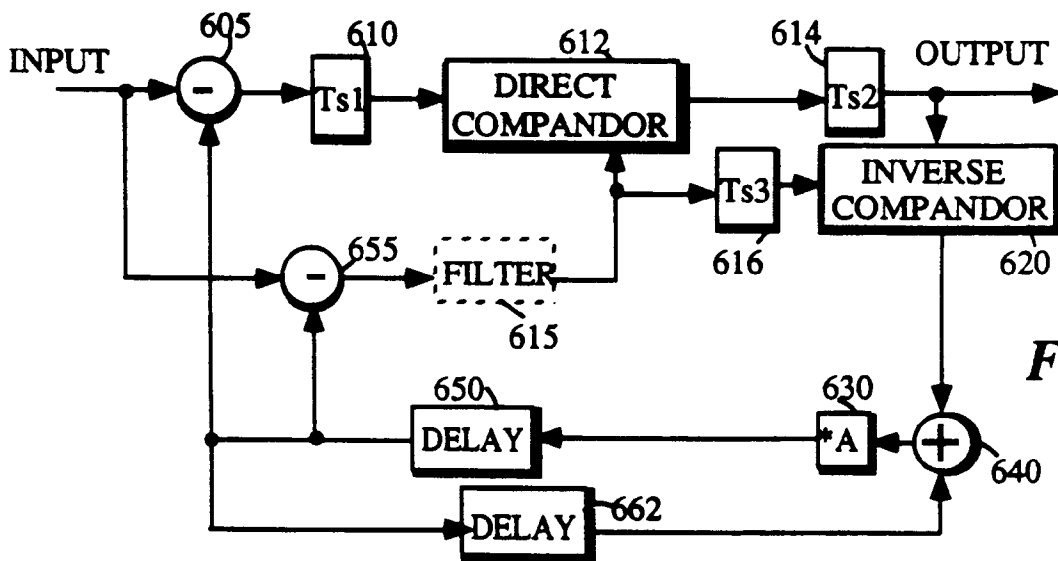 605
610
612
614
INPUT
OUTPUT
-
Ts1
DIRECT
COMPANDOR
Ts2
Ts3
INVERSE
COMPANDOR
655
-
FILTER
616
620
615
F
650
630
DELAY
*A
+
640
662
DELAY